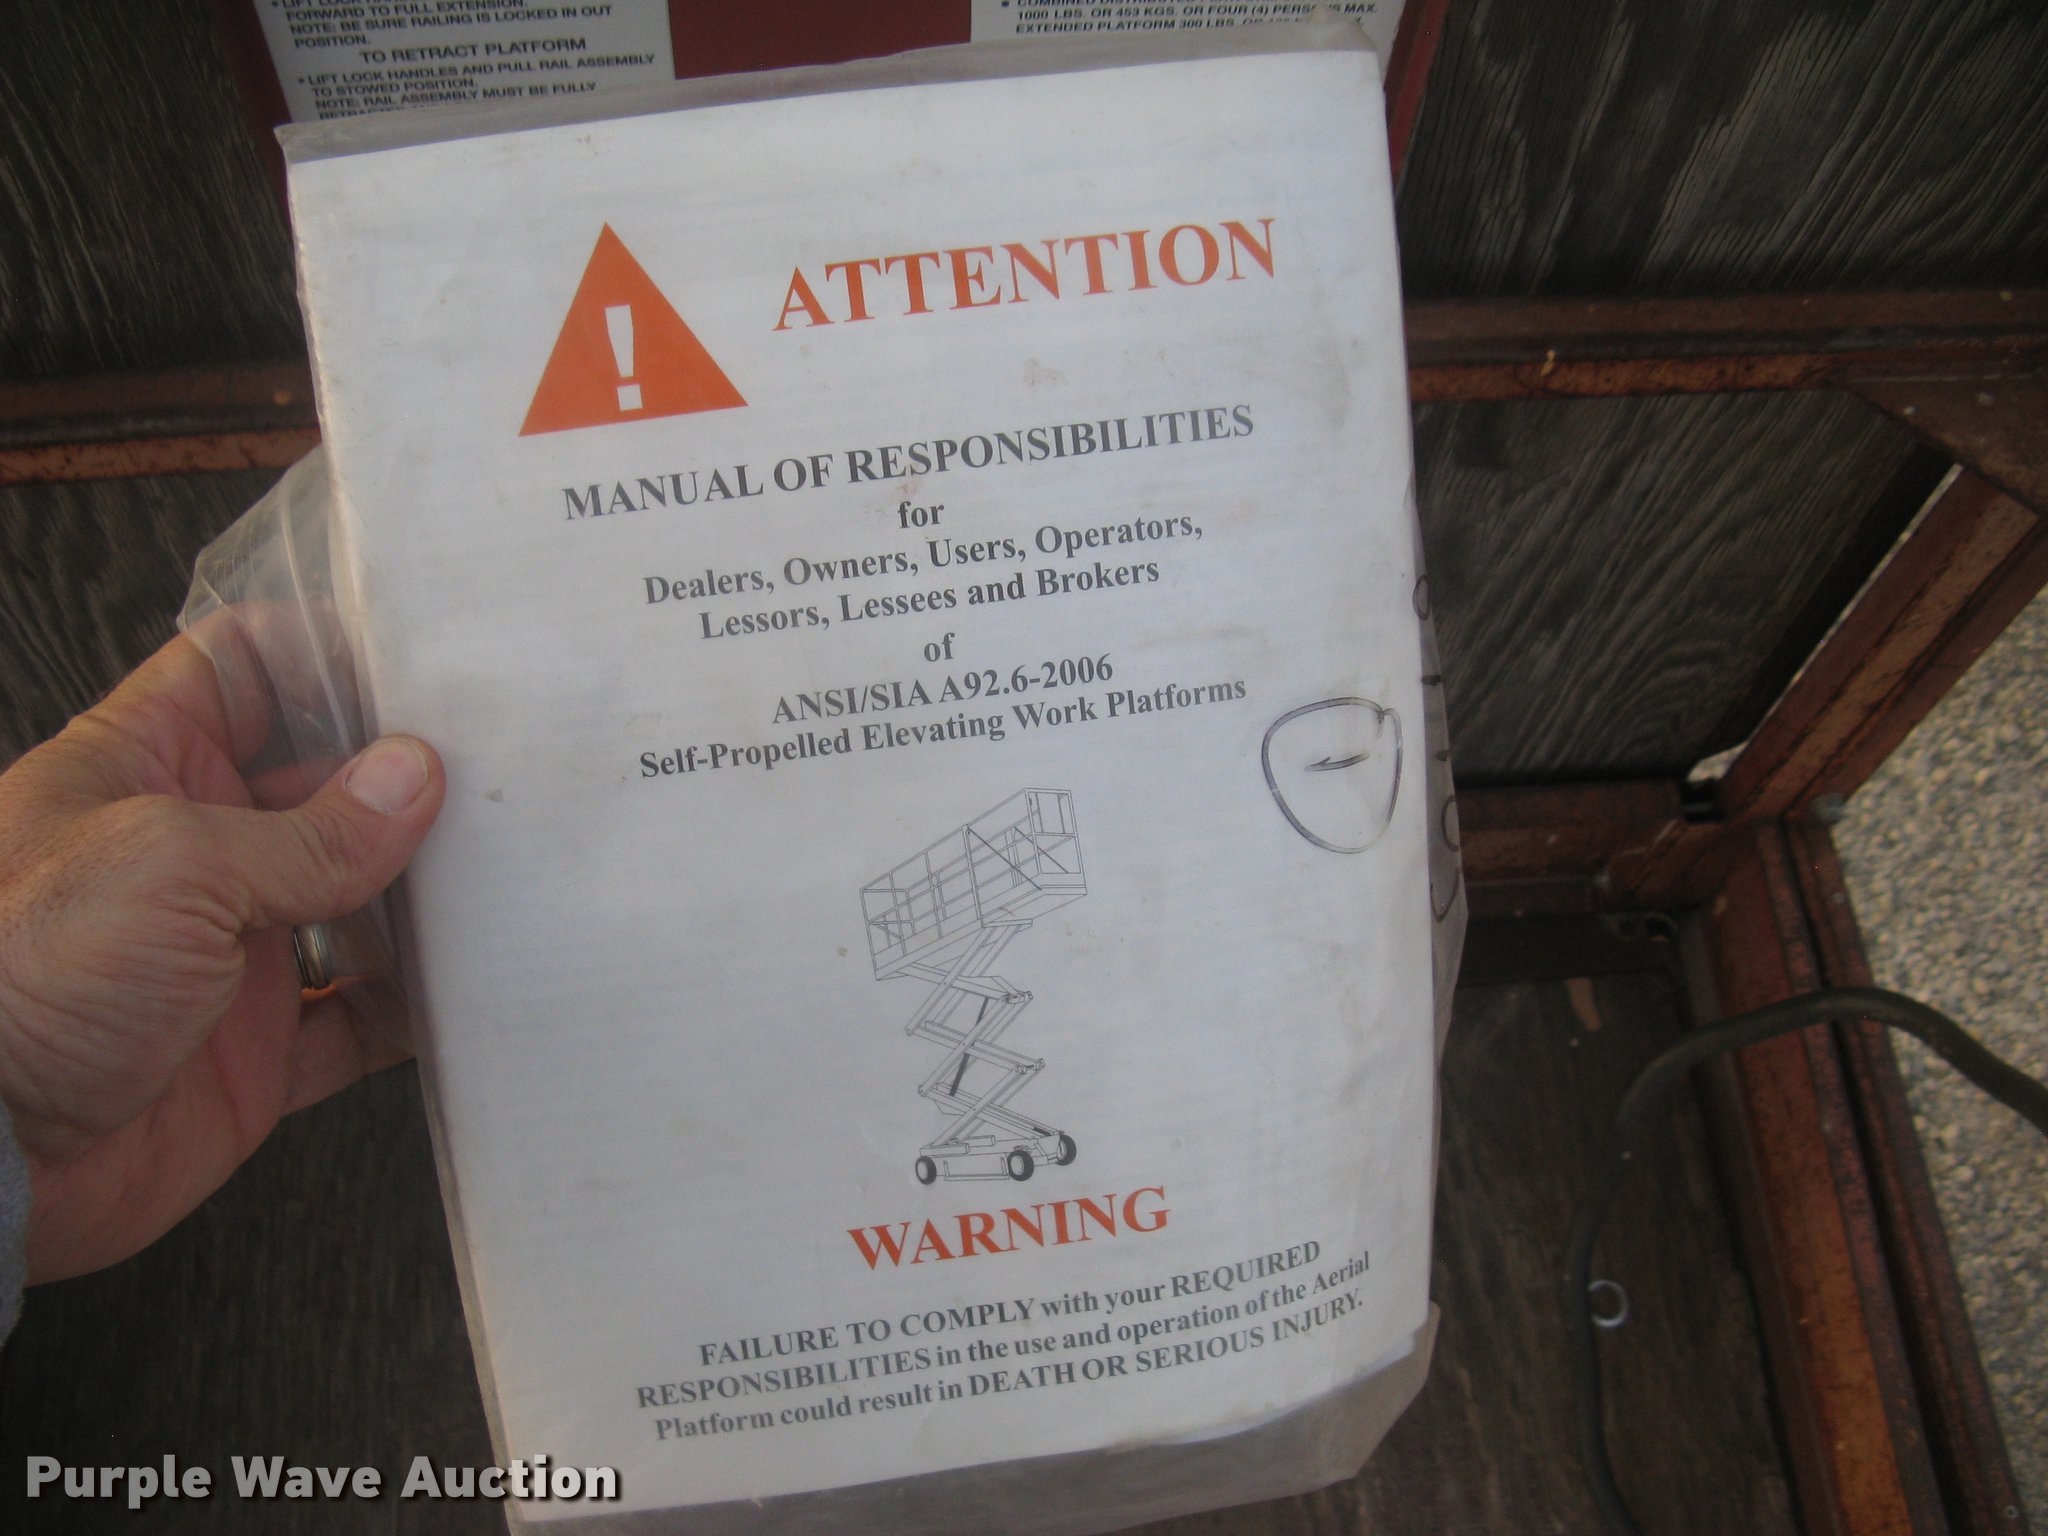 FORWARD TO FULL EXTENSION.
NOTE: BE SURE RAILING IS LOCKED IN OUT
POSITION.
TO RETRACT PLATFORM
• LIFT LOCK HANDLES AND PULL RAIL ASSEMBLY
TO STOWED POSITION.
NOTE: RAIL ASSEMBLY MUST BE FULLY
1000 LBS. OR 453 KGS. OR FOUR (4) PERSONS MAX.
EXTENDED PLATFORM 300 LBS. OR MAX.
! ATTENTION
MANUAL OF RESPONSIBILITIES
for
Dealers, Owners, Users, Operators,
Lessors, Lessees and Brokers
of
ANSI/SIA A92.6-2006
Self-Propelled Elevating Work Platforms
WARNING
FAILURE TO COMPLY with your REQUIRED
RESPONSIBILITIES in the use and operation of the Aerial
Platform could result in DEATH OR SERIOUS INJURY.
Purple Wave Auction